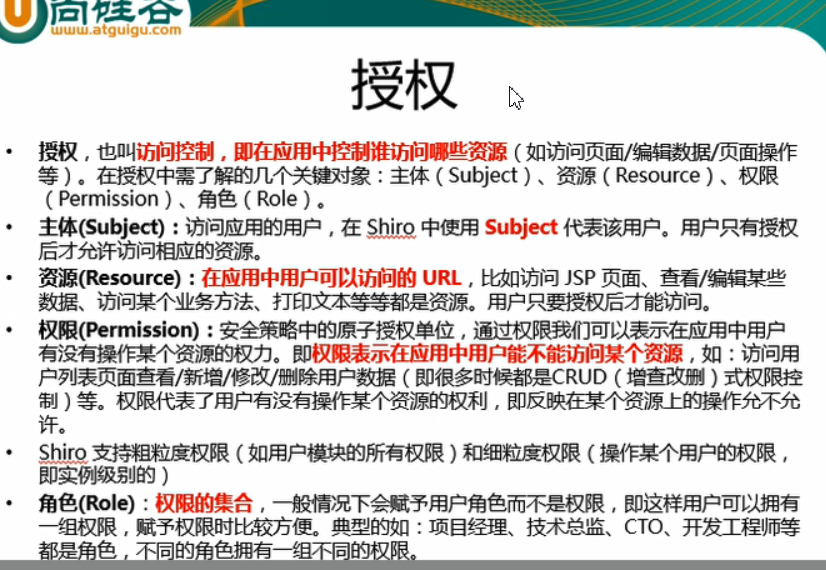 尚硅谷
www.atguigu.com
授权
• 授权，也叫访问控制，即在应用中控制谁访问哪些资源（如访问页面/编辑数据/页面操作
等）。在授权中需了解的几个关键对象：主体（Subject）、资源（Resource）、权限
（Permission）、角色（Role）。
• 主体(Subject)：访问应用的用户，在 Shiro 中使用 Subject 代表该用户。用户只有授权
后才允许访问相应的资源。
• 资源(Resource)：在应用中用户可以访问的 URL，比如访问 JSP 页面、查看/编辑某些
数据、访问某个业务方法、打印文本等等都是资源。用户只要授权后才能访问。
• 权限(Permission)：安全策略中的原子授权单位，通过权限我们可以表示在应用中用户
有没有操作某个资源的权力。即权限表示在应用中用户能不能访问某个资源，如：访问用
户列表页面查看/新增/修改/删除用户数据（即很多时候都是CRUD（增查改删）式权限控
制）等。权限代表了用户有没有操作某个资源的权利，即反映在某个资源上的操作允不允
许。
• Shiro 支持粗粒度权限（如用户模块的所有权限）和细粒度权限（操作某个用户的权限，
即实例级别的）
• 角色(Role)：权限的集合，一般情况下会赋予用户角色而不是权限，即这样用户可以拥有
一组权限，赋予权限时比较方便。典型的如：项目经理、技术总监、CTO、开发工程师等
都是角色，不同的角色拥有一组不同的权限。